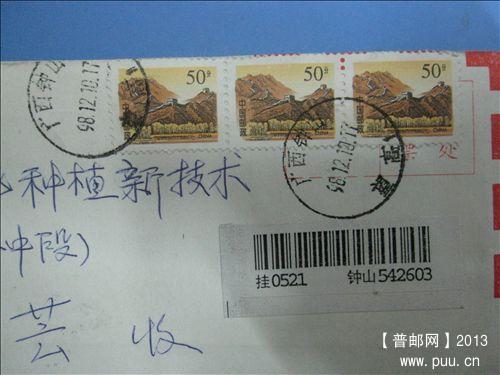 50分 50分 50分
中国邮政 中国邮政 中国邮政
CHINA CHINA CHINA
广西钟山
98.12.10.17
广西钟山
98.12.10.17
票处
种植新技术
冲段)
芸 收
挂0521 钟山542603
【普邮网】2013
www.puu.cn